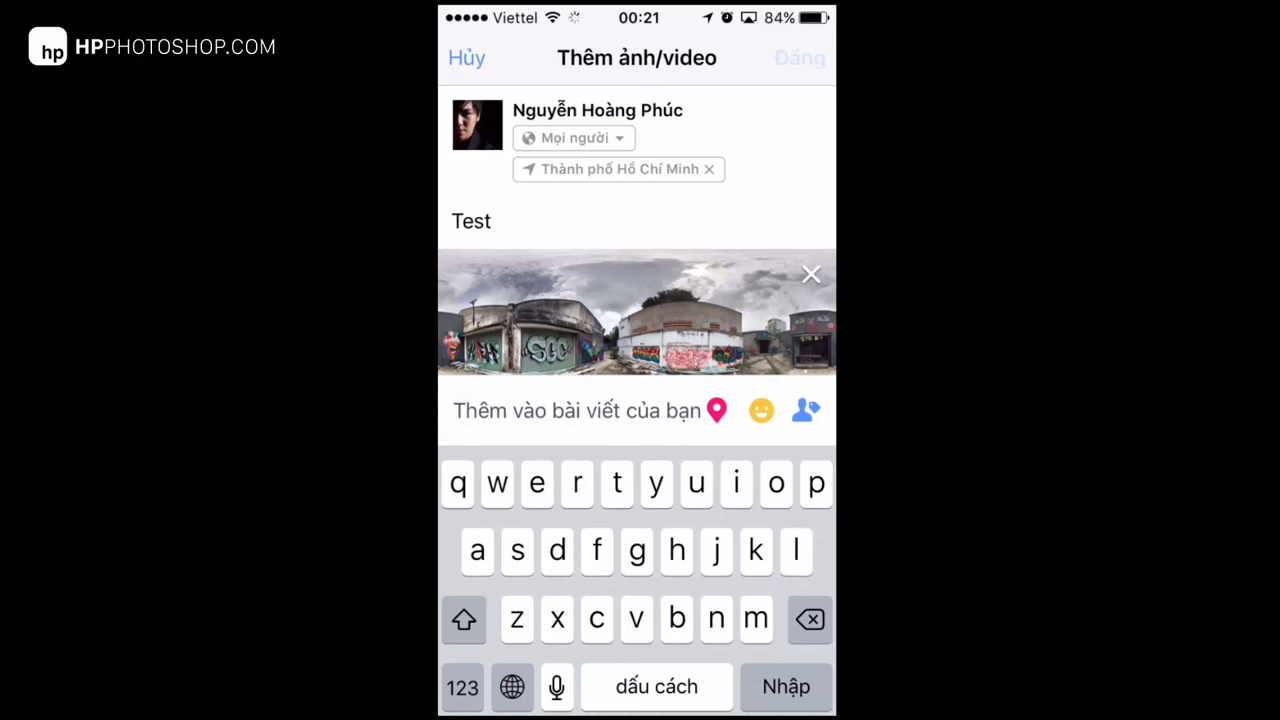 hp HPPHOTOSHOP.COM
Viettel 00:21 84%
Hủy Thêm ảnh/video Đăng
Nguyễn Hoàng Phúc
Mọi người
Thành phố Hồ Chí Minh
Test
SGC
Thêm vào bài viết của bạn
q w e r t y u i o p
a s d f g h j k l
z x c v b n m
123 dấu cách Nhập